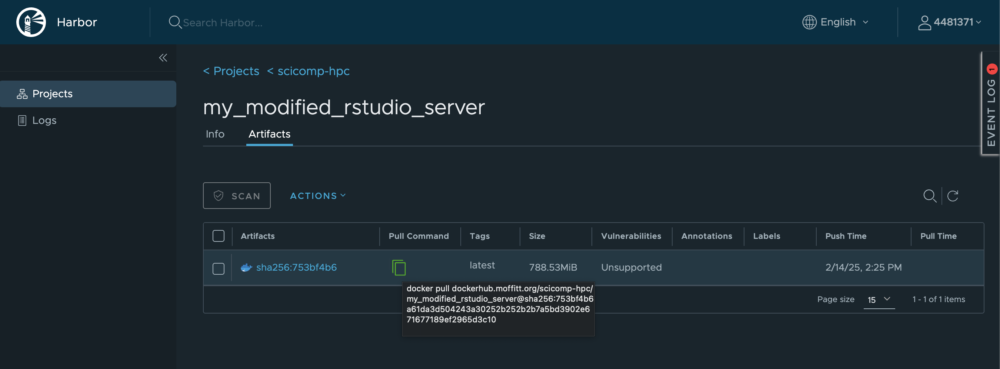 Harbor
Search Harbor...
English
4481371
EVENT LOG 1
Projects
Logs
< Projects < scicomp-hpc
my_modified_rstudio_server
Info Artifacts
SCAN ACTIONS
Artifacts Pull Command Tags Size Vulnerabilities Annotations Labels Push Time Pull Time
sha256:753bf4b6 latest 788.53MiB Unsupported 2/14/25, 2:25 PM
docker pull dockerhub.moffitt.org/scicomp-hpc/
my_modified_rstudio_server@sha256:753bf4b6
a61da3d504243a30252b252b2b7a5bd3902e6
71677189ef2965d3c10
Page size 15 1 - 1 of 1 items